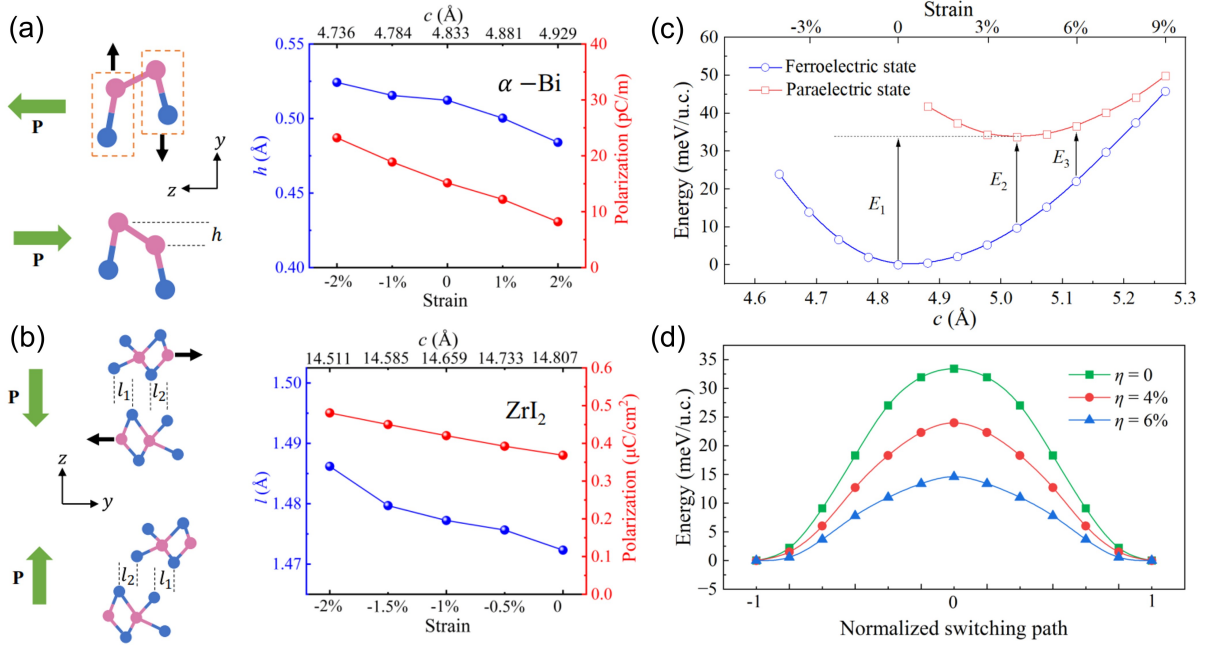 (a)
P
y
z
P
h
c (Å)
4.736 4.784 4.833 4.881 4.929
0.55
0.50
0.45
0.40
h (Å)
α –Bi
40
30
20
10
0
Polarization (pC/m)
-2% -1% 0 1% 2%
Strain
(b)
P
l₁ l₂
z
y
P
l₂ l₁
c (Å)
14.511 14.585 14.659 14.733 14.807
1.50
1.49
1.48
1.47
l (Å)
ZrI₂
0.6
0.5
0.4
0.3
0.2
0.1
0.0
Polarization (μC/cm²)
-2% -1.5% -1% -0.5% 0
Strain
(c)
Strain
-3% 0 3% 6% 9%
60
50
40
30
20
10
0
Energy (meV/u.c.)
Ferroelectric state
Paraelectric state
E₁
E₂
E₃
4.6 4.7 4.8 4.9 5.0 5.1 5.2 5.3
c (Å)
(d)
35
30
25
20
15
10
5
0
−5
Energy (meV/u.c.)
η = 0
η = 4%
η = 6%
-1 0 1
Normalized switching path